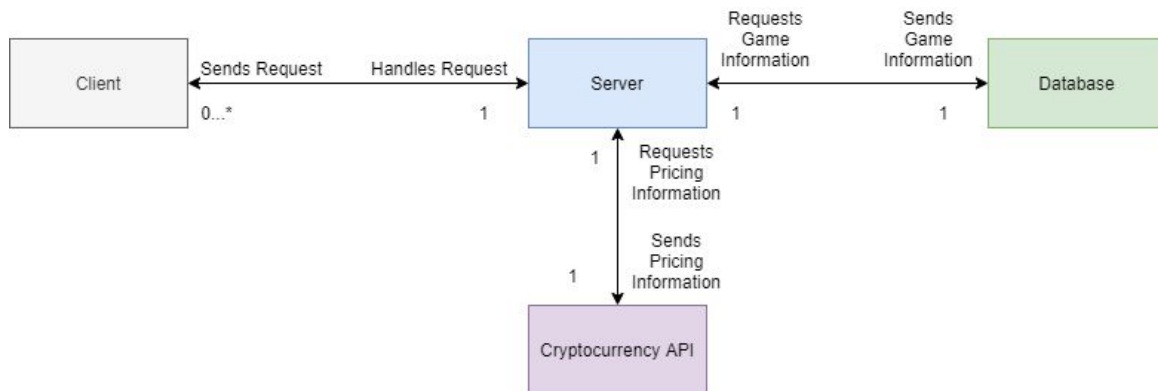 Client
Sends Request
Handles Request
0...*
1
Server
Requests
Game
Information
Sends
Game
Information
1
1
Database
1
Requests
Pricing
Information
Sends
Pricing
Information
1
Cryptocurrency API